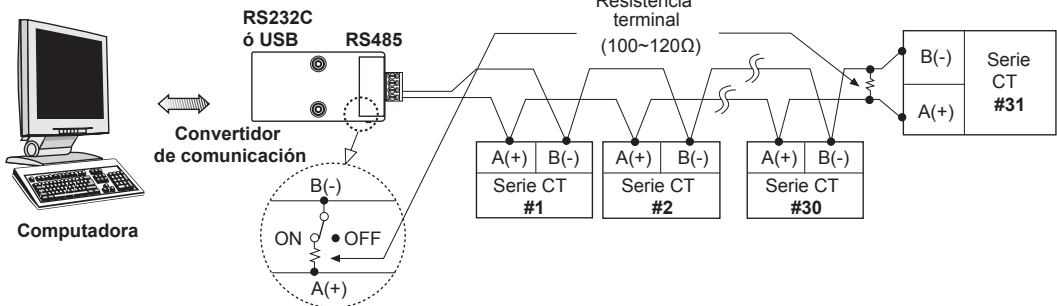 Resistencia
terminal
(100~120Ω)
RS232C
ó USB
RS485
Convertidor
de comunicación
Computadora
B(-)
ON
OFF
A(+)
A(+)
B(-)
Serie CT
#1
A(+)
B(-)
Serie CT
#2
A(+)
B(-)
Serie CT
#30
B(-)
A(+)
Serie
CT
#31